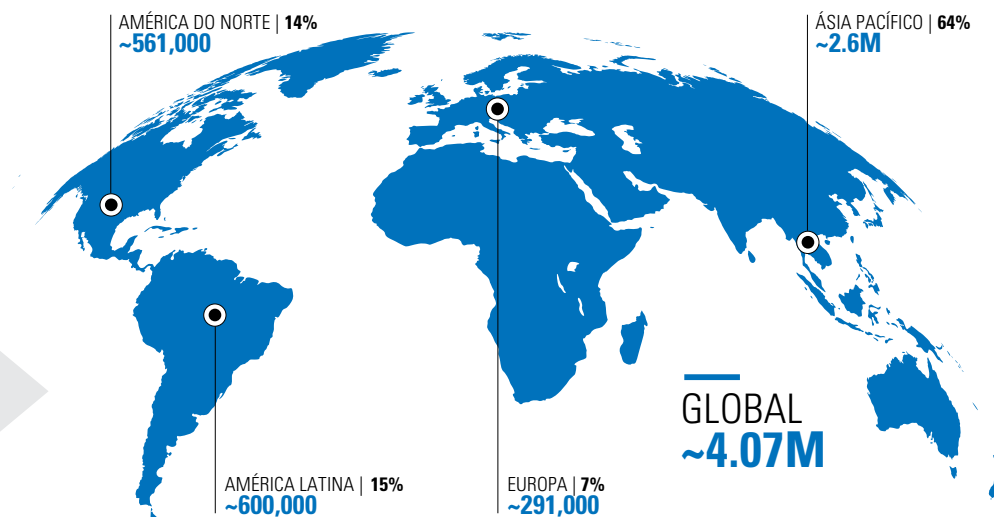 AMÉRICA DO NORTE | 14%
~561,000
ÁSIA PACÍFICO | 64%
~2.6M
GLOBAL
~4.07M
AMÉRICA LATINA | 15%
~600,000
EUROPA | 7%
~291,000